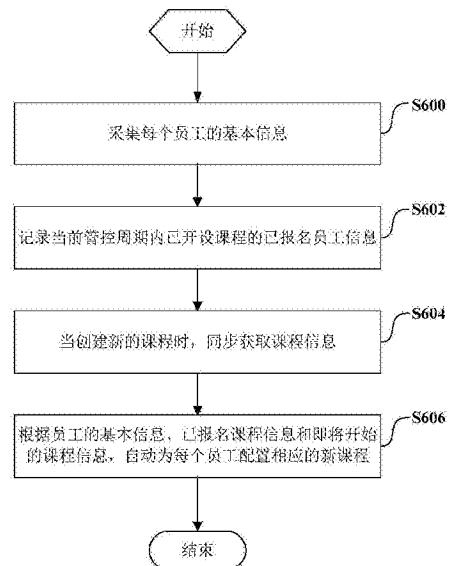 开始
采集每个员工的基本信息
S600
记录当前管控周期内已开设课程的已报名员工信息
S602
当创建新的课程时，同步获取课程信息
S604
根据员工的基本信息、已报名课程信息和即将开始
的课程信息，自动为每个员工配置相应的新课程
S606
结束